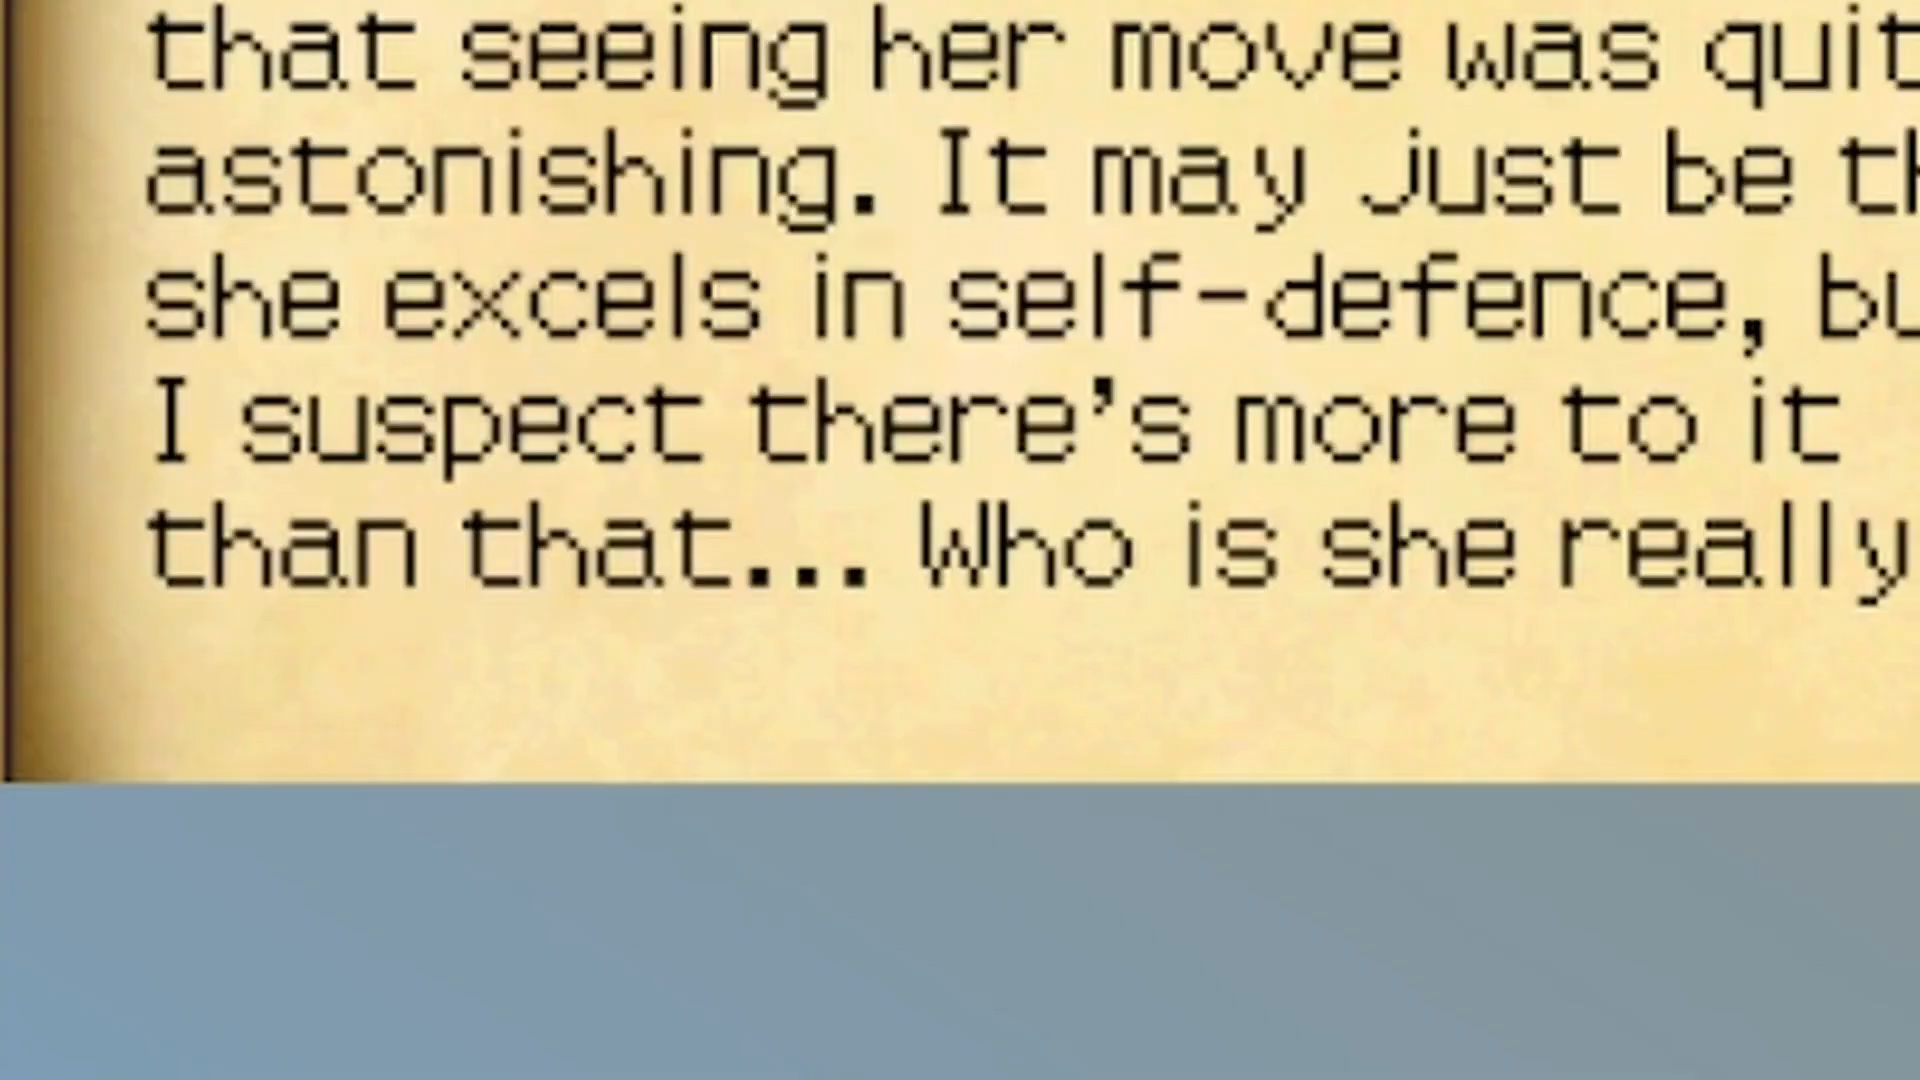 that seeing her move was quit
astonishing. It may just be th
she excels in self-defence, bu
I suspect there's more to it
than that... Who is she really